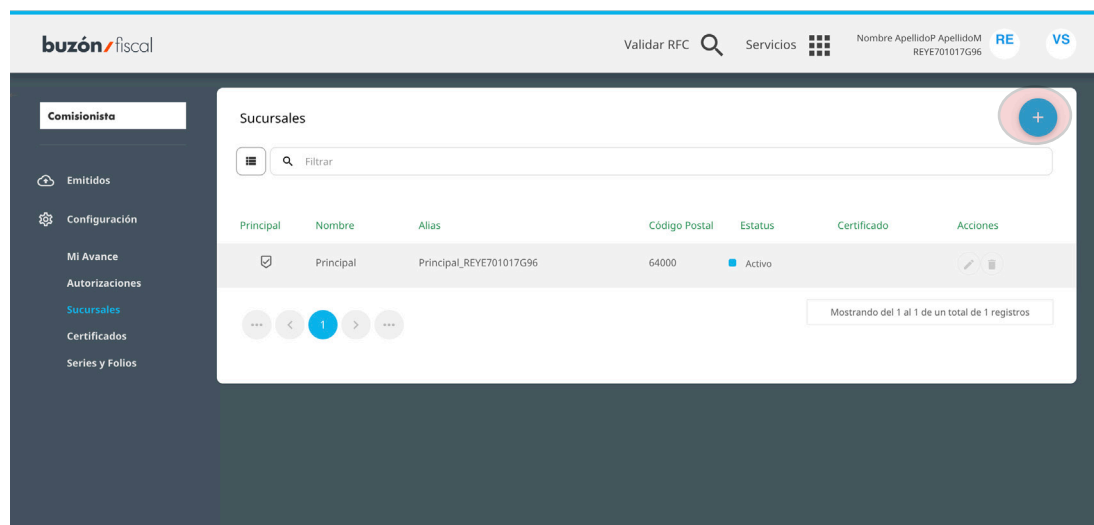 buzón/fiscal
Validar RFC
Servicios
Nombre ApellidoP ApellidoM
REYE701017G96
RE
VS
Comisionista
Emitidos
Configuración
Mi Avance
Autorizaciones
Sucursales
Certificados
Series y Folios
Sucursales
+
Filtrar
Principal Nombre Alias Código Postal Estatus Certificado Acciones
Principal Principal_REYE701017G96 64000 Activo
... < 1 > ...
Mostrando del 1 al 1 de un total de 1 registros